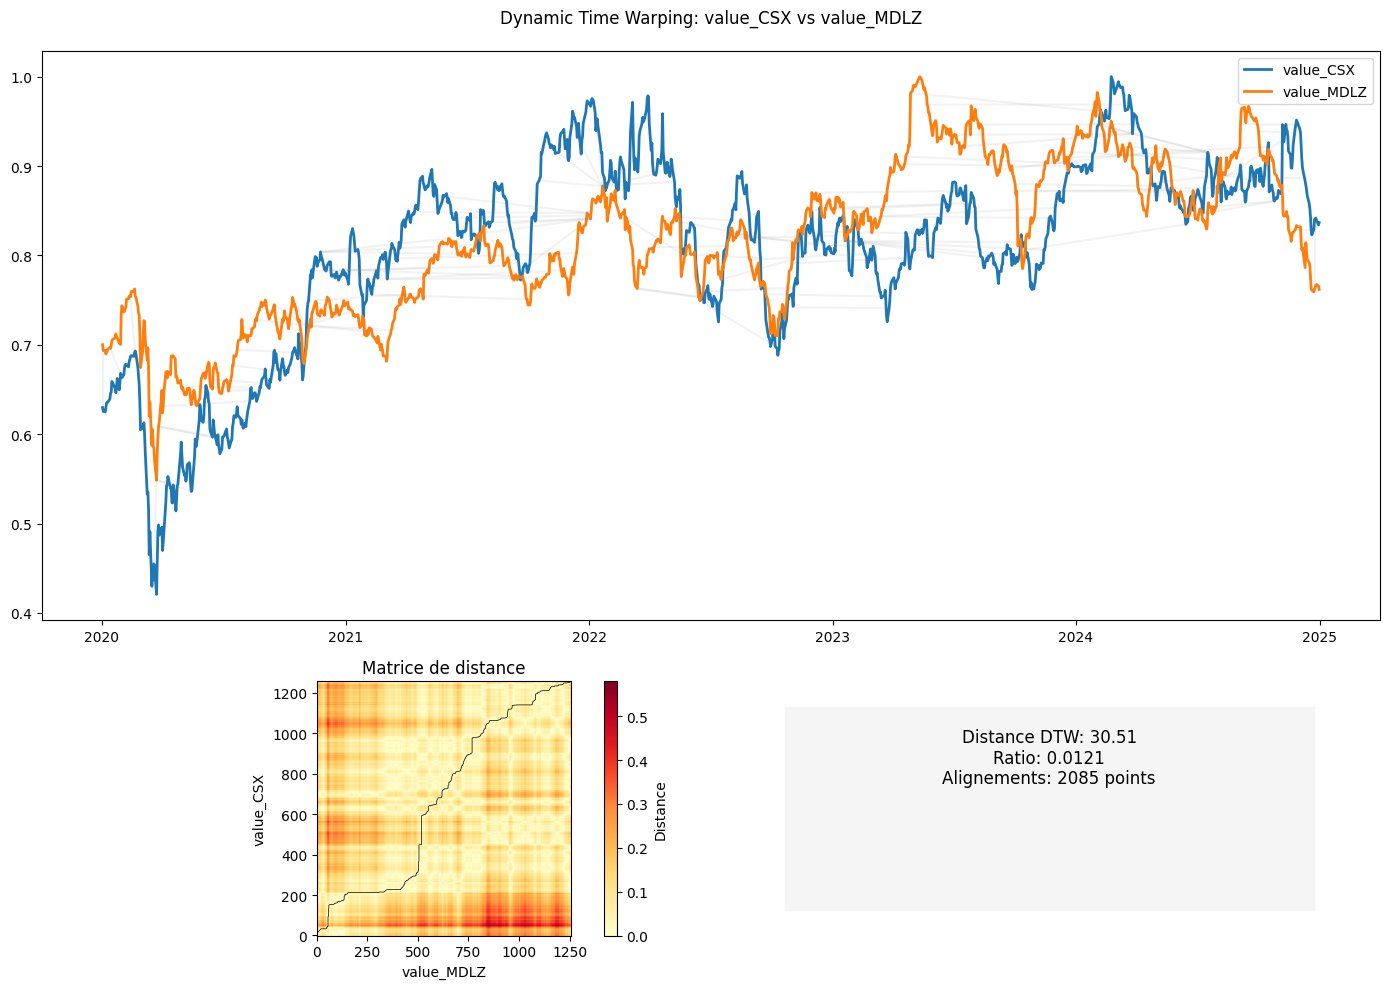 Dynamic Time Warping: value_CSX vs value_MDLZ
value_CSX
value_MDLZ
1.0
0.9
0.8
0.7
0.6
0.5
0.4
2020 2021 2022 2023 2024 2025
Matrice de distance
value_CSX
1200
1000
800
600
400
200
0
0 250 500 750 1000 1250
value_MDLZ
0.5
0.4
0.3
0.2
0.1
0.0
Distance
Distance DTW: 30.51
Ratio: 0.0121
Alignements: 2085 points